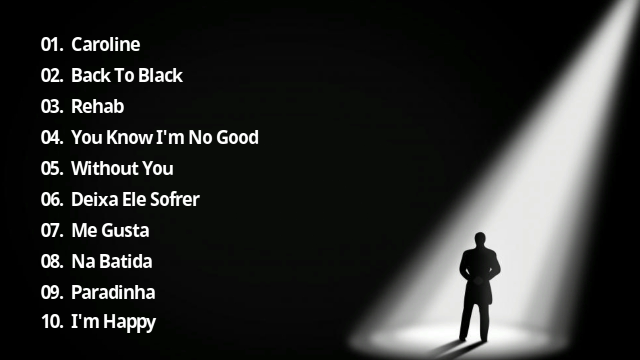 01. Caroline
02. Back To Black
03. Rehab
04. You Know I'm No Good
05. Without You
06. Deixa Ele Sofrer
07. Me Gusta
08. Na Batida
09. Paradinha
10. I'm Happy